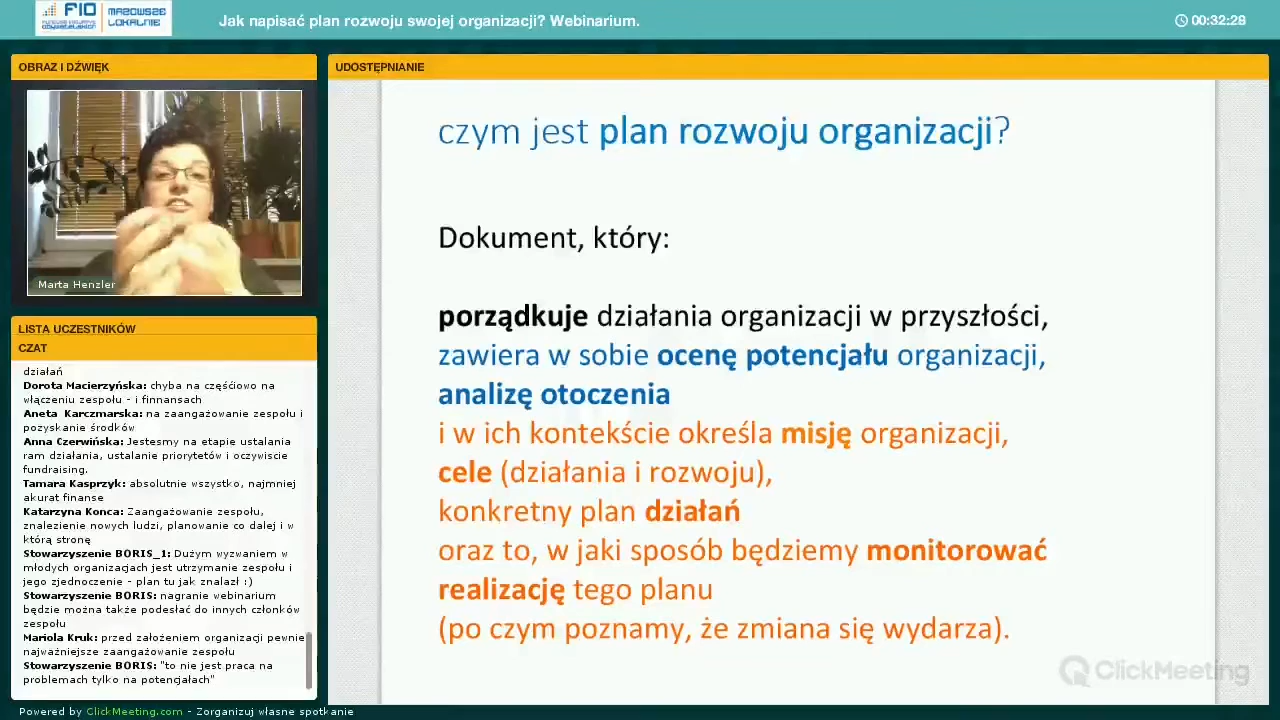 FIO
MAZOWSZE
LOKALNIE
Jak napisać plan rozwoju swojej organizacji? Webinarium.
00:32:28
OBRAZ I DŹWIĘK
Marta Henzler
LISTA UCZESTNIKÓW
CZAT
działań
Dorota Macierzyńska: chyba na częśćiowo na
włączeniu zespołu - i finnansach
Aneta Karczmarska: na zaangażowanie zespołu i
pozyskanie środków
Anna Czerwińska: Jestesmy na etapie ustalania
ram działania, ustalanie priorytetów i oczywiscie
fundraising.
Tamara Kasprzyk: absolutnie wszystko, najmniej
akurat finanse
Katarzyna Konca: Zaangażowanie zespołu,
znalezienie nowych ludzi, planowanie co dalej i w
którą stronę
Stowarzyszenie BORIS_1: Dużym wyzwaniem w
młodych organizacjach jest utrzymanie zespołu i
jego zjednoczenie - plan tu jak znalazł :)
Stowarzyszenie BORIS: nagranie webinarium
będzie można także podesłać do innych członków
zespołu
Mariola Kruk: przed założeniem organizacji pewnie
najważniejsze zaangażowanie zespołu
Stowarzyszenie BORIS: "to nie jest praca na
problemach tylko na potencjałach"
UDOSTĘPNIANIE
czym jest plan rozwoju organizacji?
Dokument, który:
porządkuje działania organizacji w przyszłości,
zawiera w sobie ocenę potencjału organizacji,
analizę otoczenia
i w ich kontekście określa misję organizacji,
cele (działania i rozwoju),
konkretny plan działań
oraz to, w jaki sposób będziemy monitorować
realizację tego planu
(po czym poznamy, że zmiana się wydarza).
ClickMeeting
Powered by ClickMeeting.com - Zorganizuj własne spotkanie